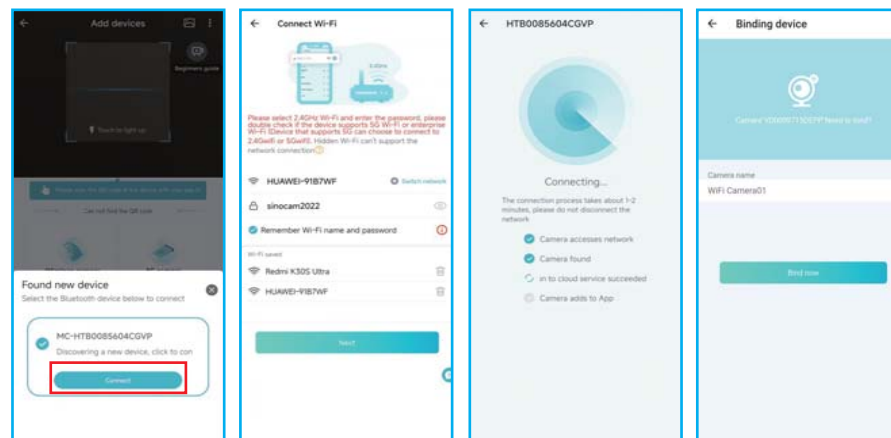 Add devices
Beginners guide
Touch to light up
Can not find the QR code
Found new device
Select the Bluetooth device below to connect
MC-HTB0085604CGVP
Discovering a new device, click to con
Connect
Connect Wi-Fi
Please select 2.4GHz Wi-Fi and enter the password, please
double check if the device supports 5G Wi-Fi or enterprise
Wi-Fi (Device that supports 5G can choose to connect to
2.4Gwifi or 5Gwifi). Hidden Wi-Fi can't support the
network connection
HUAWEI-91B7WF
Switch network
sinocam2022
Remember Wi-Fi name and password
Wi-Fi saved
Redmi K30S Ultra
HUAWEI-91B7WF
Next
HTB0085604CGVP
Connecting...
The connection process takes about 1-2
minutes, please do not disconnect the
network
Camera accesses network
Camera found
in to cloud service succeeded
Camera adds to App
Binding device
Need to bind?
Camera name
WiFi Camera01
Bind now